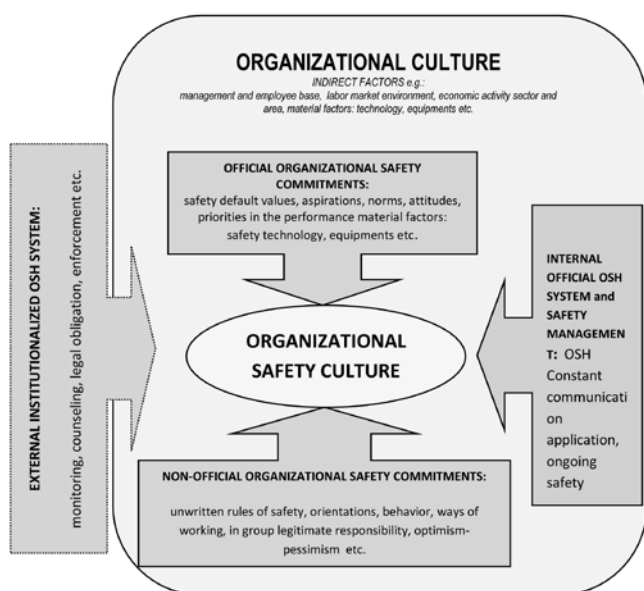 ORGANIZATIONAL CULTURE
INDIRECT FACTORS e.g.:
management and employee base, labor market environment, economic activity sector and
area, material factors: technology, equipments etc.
EXTERNAL INSTITUTIONALIZED OSH SYSTEM:
monitoring, counseling, legal obligation, enforcement etc.
OFFICIAL ORGANIZATIONAL SAFETY
COMMITMENTS:
safety default values, aspirations, norms, attitudes,
priorities in the performance material factors:
safety technology, equipments etc.
ORGANIZATIONAL
SAFETY CULTURE
INTERNAL
OFFICIAL OSH
SYSTEM and
SAFETY
MANAGEMEN
T: OSH
Constant
communicati
on
application,
ongoing
safety
NON-OFFICIAL ORGANIZATIONAL SAFETY COMMITMENTS:
unwritten rules of safety, orientations, behavior, ways of
working, in group legitimate responsibility, optimism-
pessimism etc.